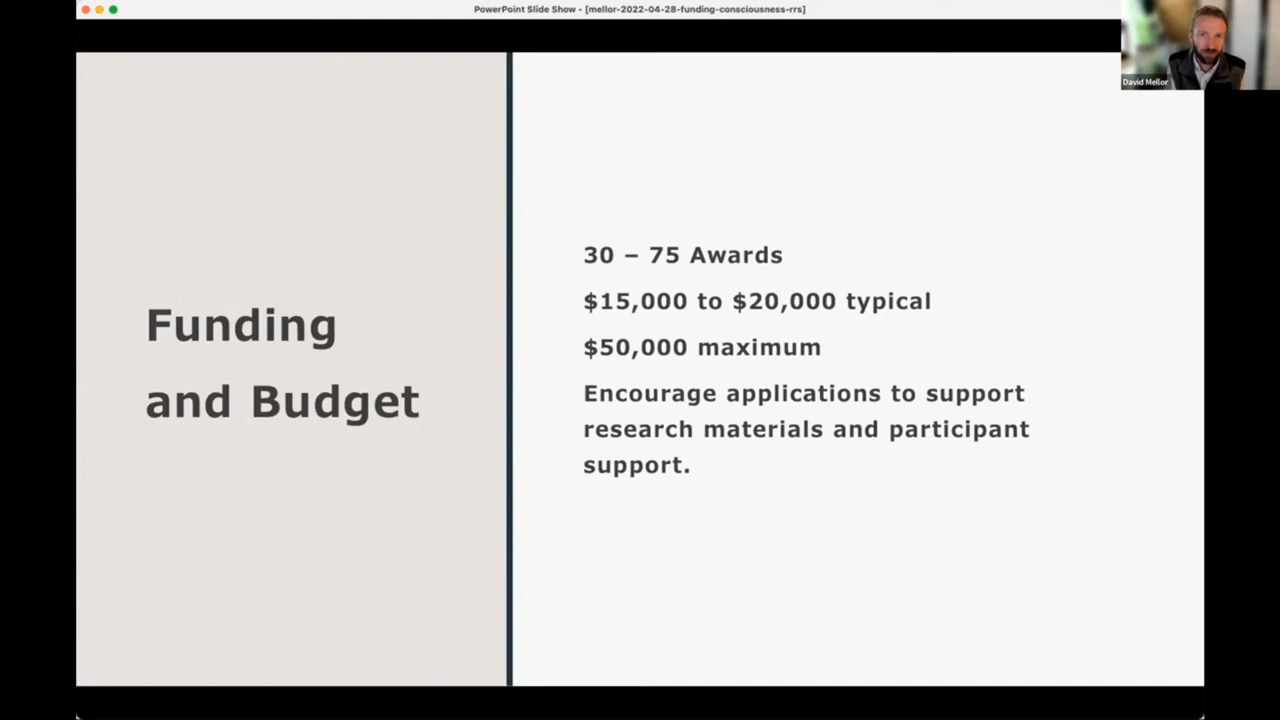 PowerPoint Slide Show - [mellor-2022-04-28-funding-consciousness-rrs]
David Mellor
Funding
and Budget
30 – 75 Awards
$15,000 to $20,000 typical
$50,000 maximum
Encourage applications to support
research materials and participant
support.